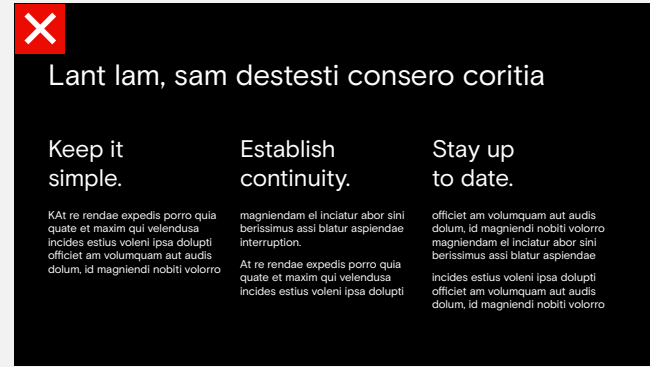 Lant lam, sam destesti consero coritia
Keep it
simple.
KAt re rendae expedis porro quia
quate et maxim qui velendusa
incides estius voleni ipsa dolupti
officiet am volumquam aut audis
dolum, id magniendi nobiti volorro
Establish
continuity.
magniendam el inciatur abor sini
berissimus assi blatur aspiendae
interruption.
At re rendae expedis porro quia
quate et maxim qui velendusa
incides estius voleni ipsa dolupti
Stay up
to date.
officiet am volumquam aut audis
dolum, id magniendi nobiti volorro
magniendam el inciatur abor sini
berissimus assi blatur aspiendae
incides estius voleni ipsa dolupti
officiet am volumquam aut audis
dolum, id magniendi nobiti volorro